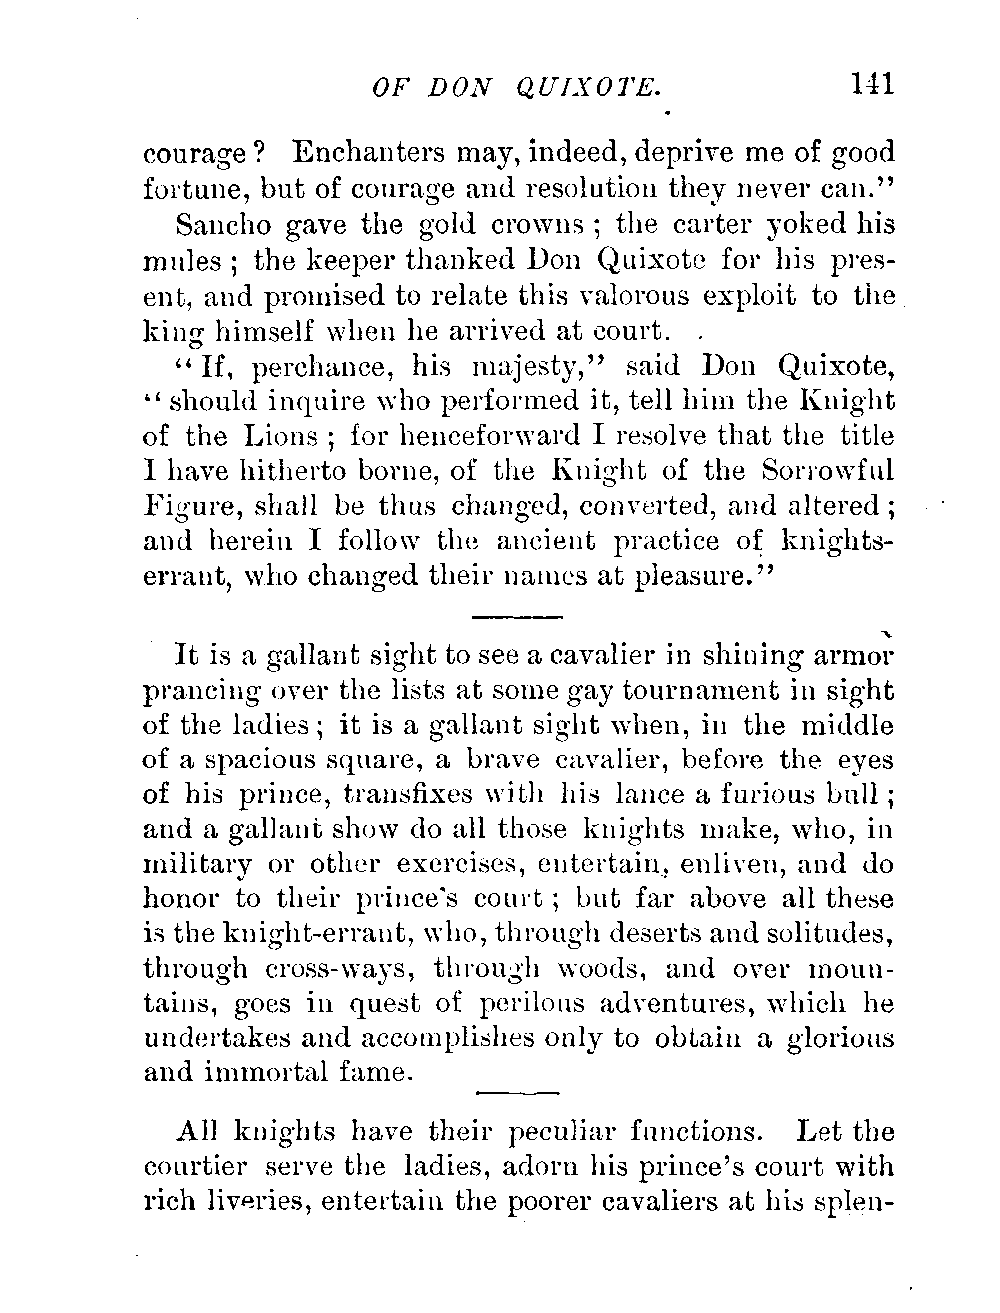 OF DON QUIXOTE. 141
courage? Enchanters may, indeed, deprive me of good
fortune, but of courage and resolution they never can."
Sancho gave the gold crowns; the carter yoked his
mules; the keeper thanked Don Quixote for his pres-
ent, and promised to relate this valorous exploit to the
king himself when he arrived at court.
"If, perchance, his majesty," said Don Quixote,
"should inquire who performed it, tell him the Knight
of the Lions; for henceforward I resolve that the title
I have hitherto borne, of the Knight of the Sorrowful
Figure, shall be thus changed, converted, and altered;
and herein I follow the ancient practice of knights-
errant, who changed their names at pleasure."
It is a gallant sight to see a cavalier in shining armor
prancing over the lists at some gay tournament in sight
of the ladies; it is a gallant sight when, in the middle
of a spacious square, a brave cavalier, before the eyes
of his prince, transfixes with his lance a furious bull;
and a gallant show do all those knights make, who, in
military or other exercises, entertain, enliven, and do
honor to their prince's court; but far above all these
is the knight-errant, who, through deserts and solitudes,
through cross-ways, through woods, and over moun-
tains, goes in quest of perilous adventures, which he
undertakes and accomplishes only to obtain a glorious
and immortal fame.
All knights have their peculiar functions. Let the
courtier serve the ladies, adorn his prince's court with
rich liveries, entertain the poorer cavaliers at his splen-